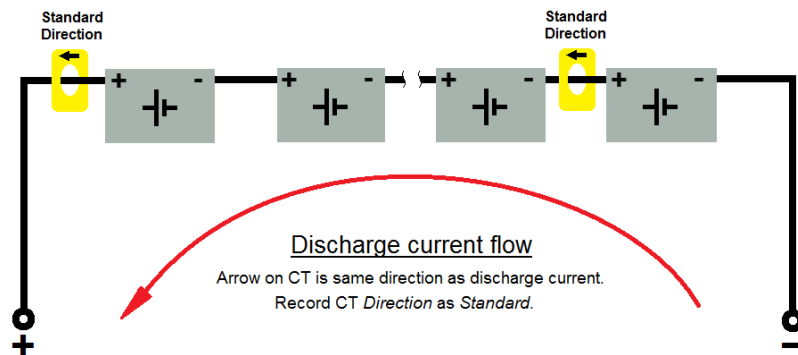 Standard
Direction
Standard
Direction
+ - + - + - + -
Discharge current flow
Arrow on CT is same direction as discharge current.
Record CT Direction as Standard.
+ -